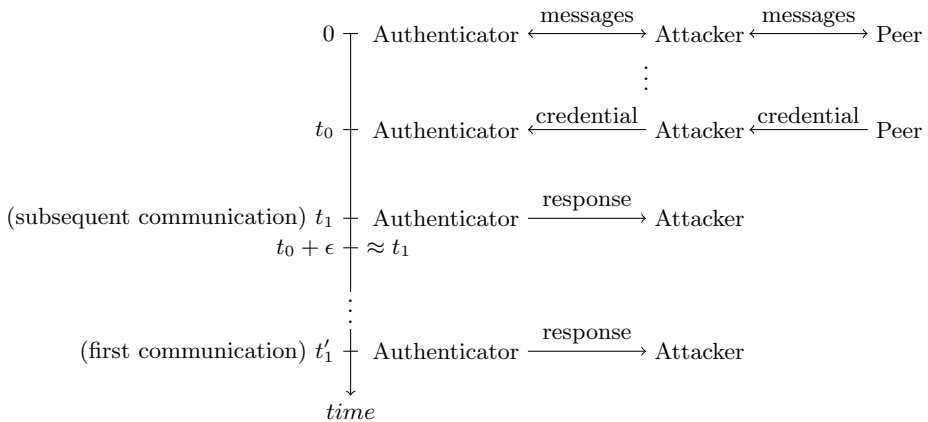 messages messages
0 Authenticator Attacker Peer
⋮
credential credential
t₀ Authenticator Attacker Peer
response
(subsequent communication) t₁ Authenticator Attacker
t₀ + ϵ ≈ t₁
⋮
response
(first communication) t′₁ Authenticator Attacker
time